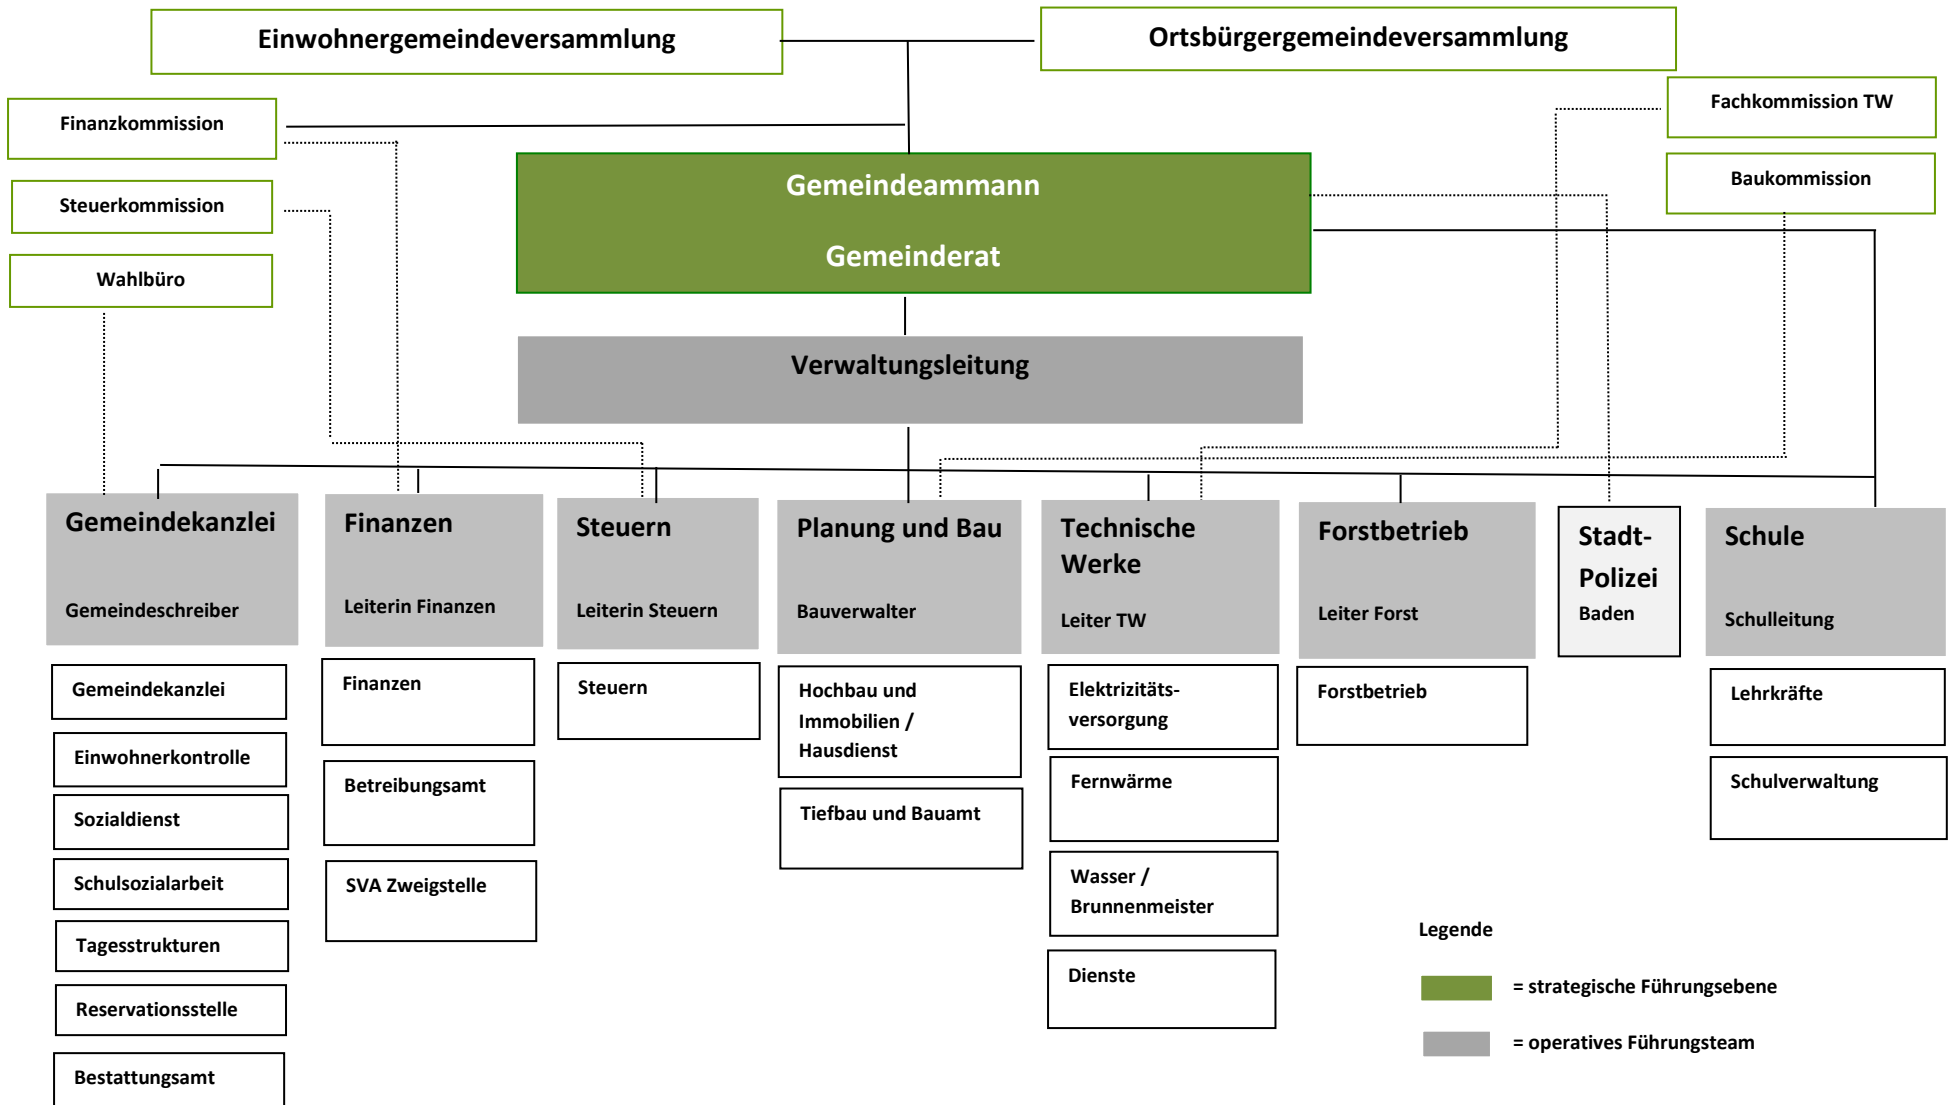 Einwohnergemeindeversammlung
Ortsbürgergemeindeversammlung
Finanzkommission
Steuerkommission
Wahlbüro
Fachkommission TW
Baukommission
Gemeindeammann
Gemeinderat
Verwaltungsleitung
Gemeindekanzlei
Gemeindeschreiber
Gemeindekanzlei
Einwohnerkontrolle
Sozialdienst
Schulsozialarbeit
Tagesstrukturen
Reservationsstelle
Bestattungsamt
Finanzen
Leiterin Finanzen
Finanzen
Betreibungsamt
SVA Zweigstelle
Steuern
Leiterin Steuern
Steuern
Planung und Bau
Bauverwalter
Hochbau und
Immobilien /
Hausdienst
Tiefbau und Bauamt
Technische
Werke
Leiter TW
Elektrizitäts-
versorgung
Fernwärme
Wasser /
Brunnenmeister
Dienste
Forstbetrieb
Leiter Forst
Forstbetrieb
Stadt-
Polizei
Baden
Schule
Schulleitung
Lehrkräfte
Schulverwaltung
Legende
= strategische Führungsebene
= operatives Führungsteam